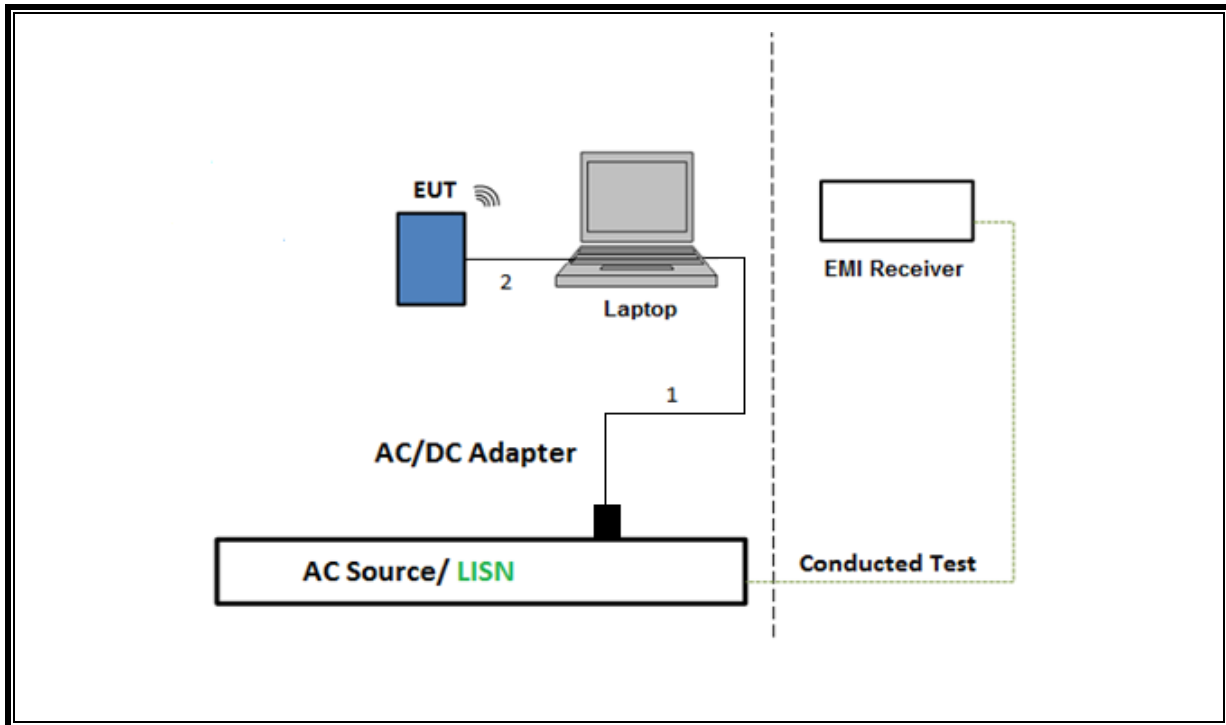 EUT
2
Laptop
EMI Receiver
1
AC/DC Adapter
AC Source/ LISN
Conducted Test